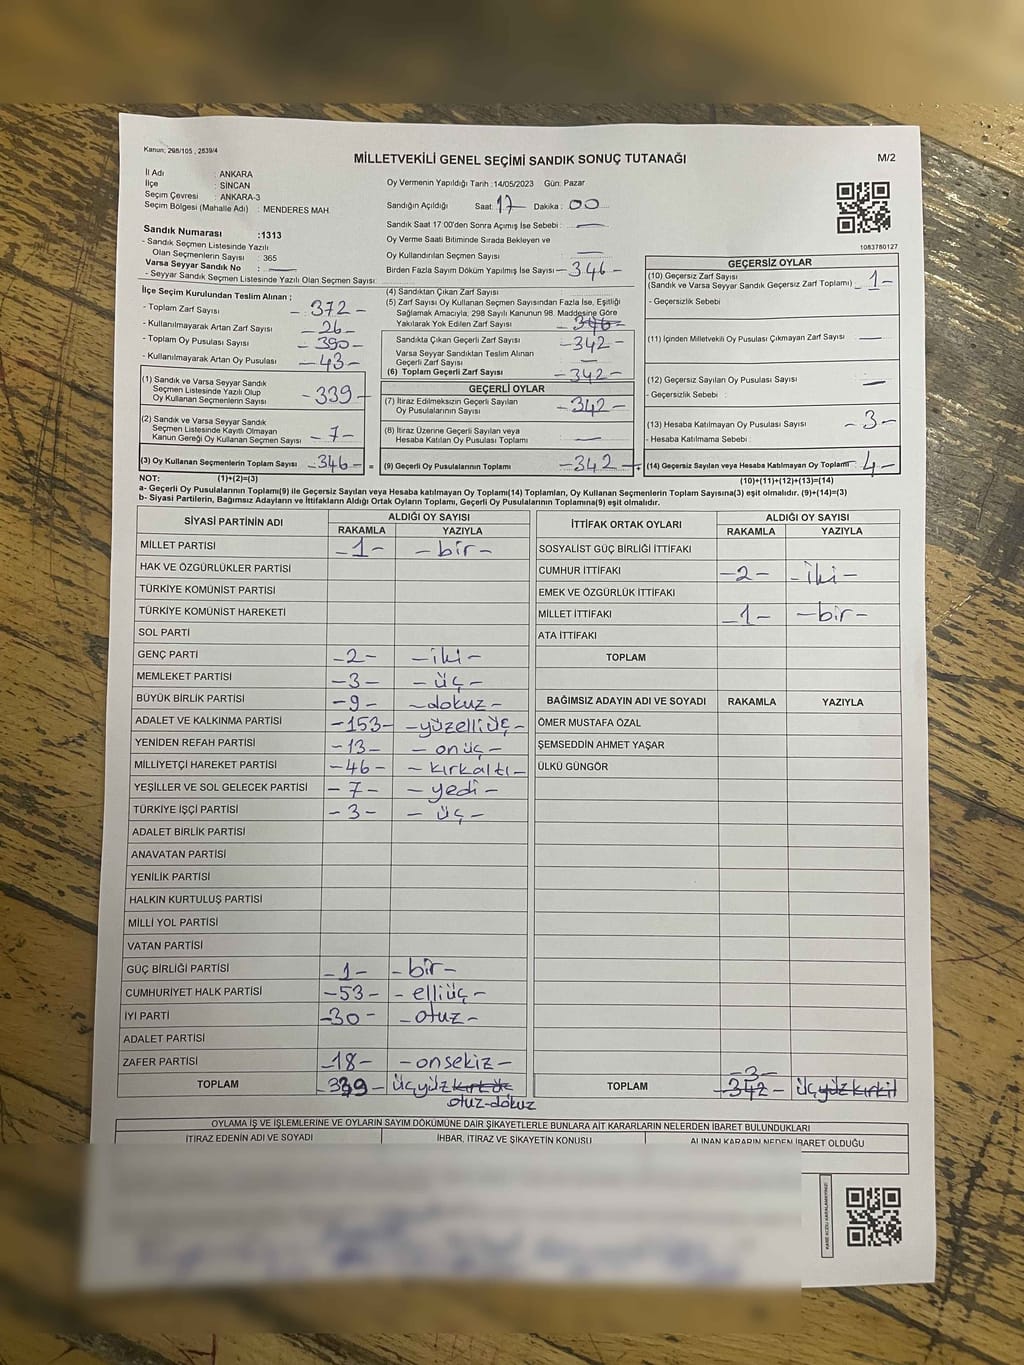 Kanun; 298/105 , 2839/4
MİLLETVEKİLİ GENEL SEÇİMİ SANDIK SONUÇ TUTANAĞI
M/2
İl Adı : ANKARA
İlçe : SİNCAN
Seçim Çevresi : ANKARA-3
Seçim Bölgesi (Mahalle Adı) : MENDERES MAH.
Sandık Numarası :1313
- Sandık Seçmen Listesinde Yazılı
Olan Seçmenlerin Sayısı : 365
Varsa Seyyar Sandık No :
- Seyyar Sandık Seçmen Listesinde Yazılı Olan Seçmen Sayısı:
Oy Vermenin Yapıldığı Tarih :14/05/2023 Gün: Pazar
Sandığın Açıldığı Saat: 17 Dakika : 00
Sandık Saat 17:00'den Sonra Açımış İse Sebebi : —
Oy Verme Saati Bitiminde Sırada Bekleyen ve
Oy Kullandırılan Seçmen Sayısı —
Birden Fazla Sayım Döküm Yapılmış İse Sayısı -346-
1083780127
İlçe Seçim Kurulundan Teslim Alınan ;
- Toplam Zarf Sayısı - 372 -
- Kullanılmayarak Artan Zarf Sayısı - 26 -
- Toplam Oy Pusulası Sayısı - 390 -
- Kullanılmayarak Artan Oy Pusulası - 43 -
(1) Sandık ve Varsa Seyyar Sandık
Seçmen Listesinde Yazılı Olup
Oy Kullanan Seçmenlerin Sayısı - 339 -
(2) Sandık ve Varsa Seyyar Sandık
Seçmen Listesinde Kayıtlı Olmayan
Kanun Gereği Oy Kullanan Seçmen Sayısı - 7 -
(3) Oy Kullanan Seçmenlerin Toplam Sayısı -346-
=
(4) Sandıktan Çıkan Zarf Sayısı
(5) Zarf Sayısı Oy Kullanan Seçmen Sayısından Fazla İse, Eşitliği
Sağlamak Amacıyla, 298 Sayılı Kanunun 98. Maddesine Göre
Yakılarak Yok Edilen Zarf Sayısı - 346 -
Sandıkta Çıkan Geçerli Zarf Sayısı -342-
Varsa Seyyar Sandıktan Teslim Alınan
Geçerli Zarf Sayısı —
(6) Toplam Geçerli Zarf Sayısı -342-
GEÇERLİ OYLAR
(7) İtiraz Edilmeksizin Geçerli Sayılan
Oy Pusulalarının Sayısı -342-
(8) İtiraz Üzerine Geçerli Sayılan veya
Hesaba Katılan Oy Pusulası Toplamı —
(9) Geçerli Oy Pusulalarının Toplamı -342-
+
GEÇERSİZ OYLAR
(10) Geçersiz Zarf Sayısı
(Sandık ve Varsa Seyyar Sandık Geçersiz Zarf Toplamı) - 1 -
- Geçersizlik Sebebi
(11) İçinden Milletvekili Oy Pusulası Çıkmayan Zarf Sayısı —
(12) Geçersiz Sayılan Oy Pusulası Sayısı —
- Geçersizlik Sebebi :
(13) Hesaba Katılmayan Oy Pusulası Sayısı - 3 -
- Hesaba Katılmama Sebebi :
(14) Geçersiz Sayılan veya Hesaba Katılmayan Oy Toplamı 4 -
NOT: (1)+(2)=(3) (10)+(11)+(12)+(13)=(14)
a- Geçerli Oy Pusulalarının Toplamı(9) ile Geçersiz Sayılan veya Hesaba katılmayan Oy Toplamı(14) Toplamları, Oy Kullanan Seçmenlerin Toplam Sayısına(3) eşit olmalıdır. (9)+(14)=(3)
b- Siyasi Partilerin, Bağımsız Adayların ve İttifakların Aldığı Ortak Oyların Toplamı, Geçerli Oy Pusulalarının Toplamına(9) eşit olmalıdır.
SİYASİ PARTİNİN ADI ALDIĞI OY SAYISI
RAKAMLA YAZIYLA
MİLLET PARTİSİ -1- - bir -
HAK VE ÖZGÜRLÜKLER PARTİSİ
TÜRKİYE KOMÜNİST PARTİSİ
TÜRKİYE KOMÜNİST HAREKETİ
SOL PARTİ
GENÇ PARTİ -2- - iki -
MEMLEKET PARTİSİ -3- - üç -
BÜYÜK BİRLİK PARTİSİ -9- - dokuz -
ADALET VE KALKINMA PARTİSİ -153- -yüzelliüç-
YENİDEN REFAH PARTİSİ -13- - onüç -
MİLLİYETÇİ HAREKET PARTİSİ -46- - kırkaltı -
YEŞİLLER VE SOL GELECEK PARTİSİ - 7 - - yedi -
TÜRKİYE İŞÇİ PARTİSİ - 3 - - üç -
ADALET BİRLİK PARTİSİ
ANAVATAN PARTİSİ
YENİLİK PARTİSİ
HALKIN KURTULUŞ PARTİSİ
MİLLİ YOL PARTİSİ
VATAN PARTİSİ
GÜÇ BİRLİĞİ PARTİSİ -1- - bir -
CUMHURİYET HALK PARTİSİ -53- - elliüç -
İYİ PARTİ -30- - otuz -
ADALET PARTİSİ
ZAFER PARTİSİ -18- - onsekiz -
TOPLAM -339- üçyüz
otuz-dokuz
İTTİFAK ORTAK OYLARI ALDIĞI OY SAYISI
RAKAMLA YAZIYLA
SOSYALİST GÜÇ BİRLİĞİ İTTİFAKI
CUMHUR İTTİFAKI -2- - iki -
EMEK VE ÖZGÜRLÜK İTTİFAKI
MİLLET İTTİFAKI -1- - bir -
ATA İTTİFAKI
TOPLAM
BAĞIMSIZ ADAYIN ADI VE SOYADI RAKAMLA YAZIYLA
ÖMER MUSTAFA ÖZAL
ŞEMSEDDİN AHMET YAŞAR
ÜLKÜ GÜNGÖR
-3-
TOPLAM -342- üçyüzkırkiki
OYLAMA İŞ VE İŞLEMLERİNE VE OYLARIN SAYIM DÖKÜMÜNE DAİR ŞİKAYETLERLE BUNLARA AİT KARARLARIN NELERDEN İBARET BULUNDUKLARI
İTİRAZ EDENİN ADI VE SOYADI İHBAR, İTİRAZ VE ŞİKAYETİN KONUSU ALINAN KARARIN NEDEN İBARET OLDUĞU